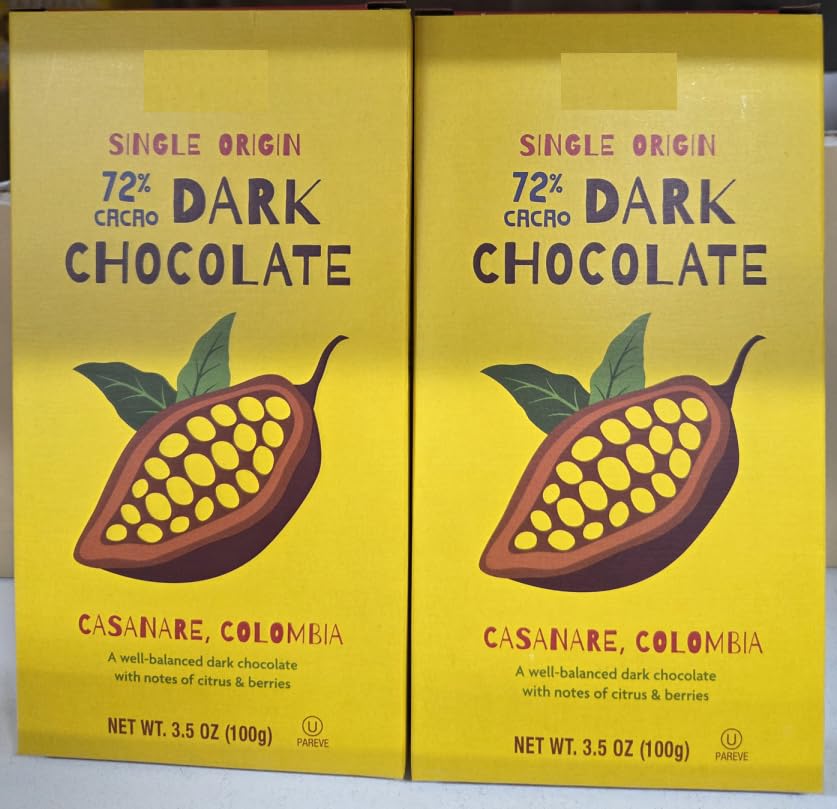 SINGLE ORIGIN
72%
CACAO
DARK
CHOCOLATE
CASANARE, COLOMBIA
A well-balanced dark chocolate
with notes of citrus & berries
NET WT. 3.5 OZ (100g)
U
PAREVE
SINGLE ORIGIN
72%
CACAO
DARK
CHOCOLATE
CASANARE, COLOMBIA
A well-balanced dark chocolate
with notes of citrus & berries
NET WT. 3.5 OZ (100g)
U
PAREVE